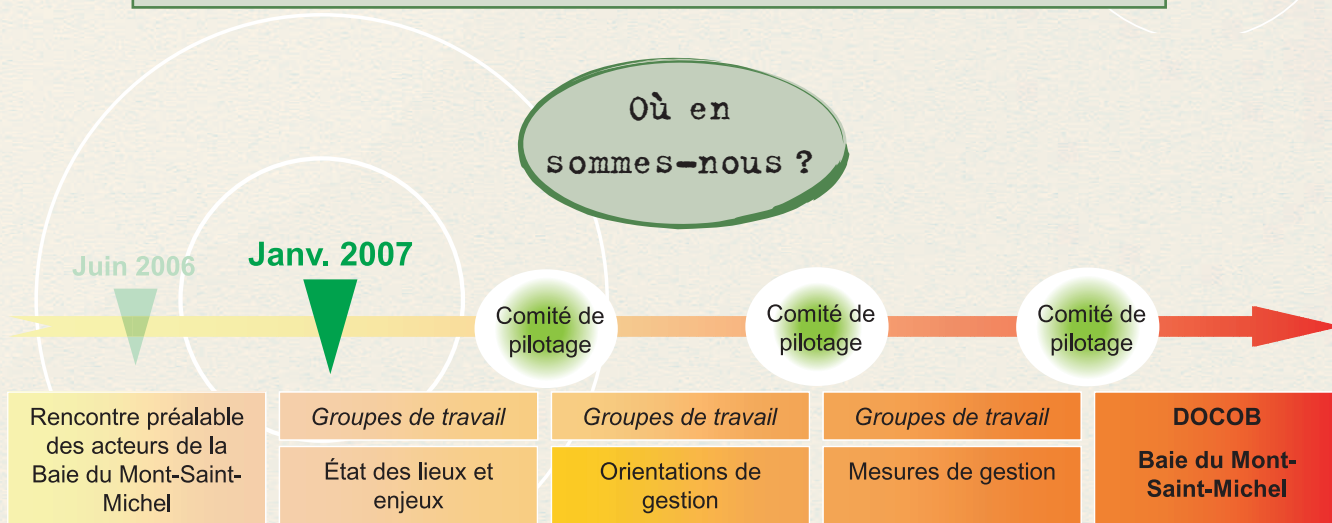 Où en
sommes-nous ?
Juin 2006
Janv. 2007
Comité de
pilotage
Comité de
pilotage
Comité de
pilotage
Rencontre préalable
des acteurs de la
Baie du Mont-Saint-
Michel
Groupes de travail
État des lieux et
enjeux
Groupes de travail
Orientations de
gestion
Groupes de travail
Mesures de gestion
DOCOB
Baie du Mont-
Saint-Michel